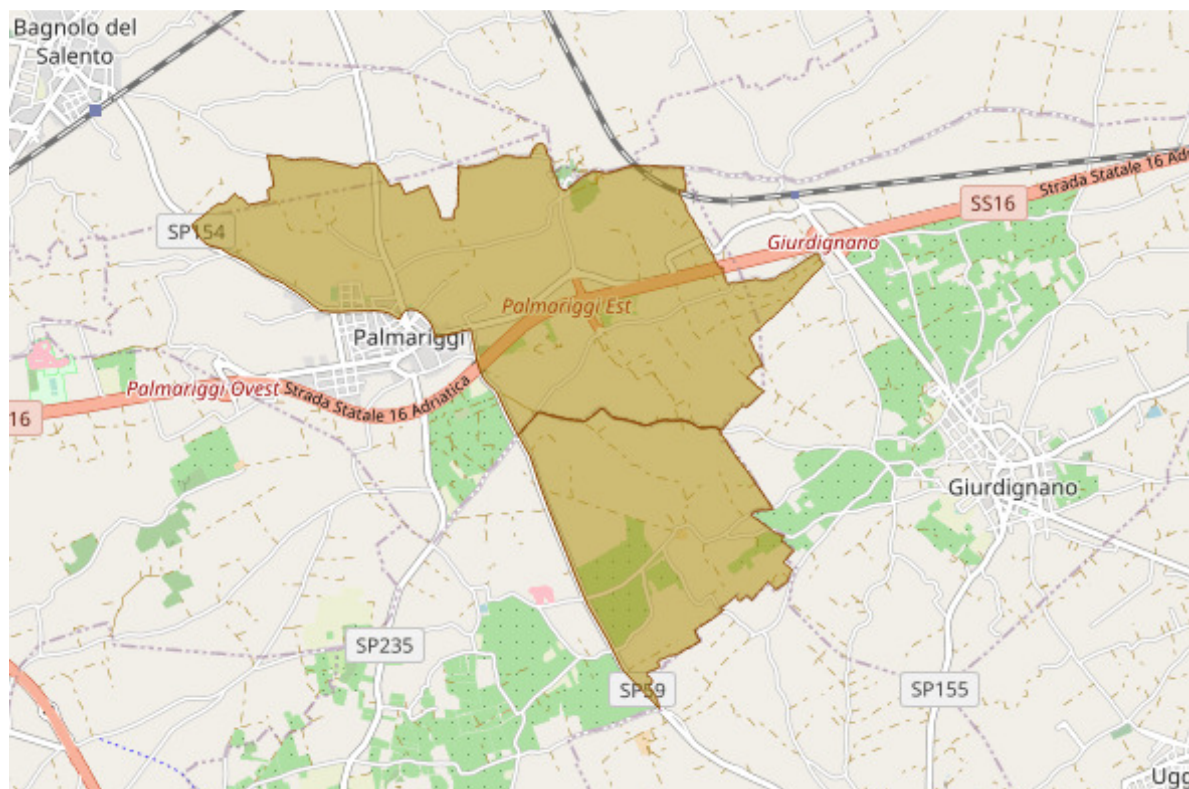 Bagnolo del
Salento
Strada Statale 16 Adri
SS16
SP154
Giurdignano
Palmariggi Est
Palmariggi
Palmariggi Ovest
Strada Statale 16 Adriatica
16
Giurdignano
SP235
SP59
SP155
Ugg